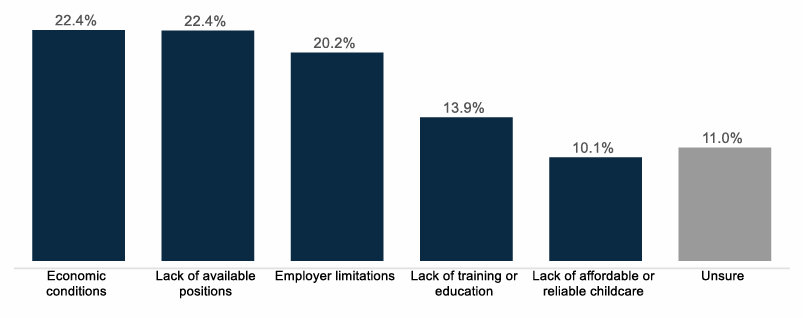 22.4%
22.4%
20.2%
13.9%
10.1%
11.0%
Economic
conditions
Lack of available
positions
Employer limitations
Lack of training or
education
Lack of affordable or
reliable childcare
Unsure